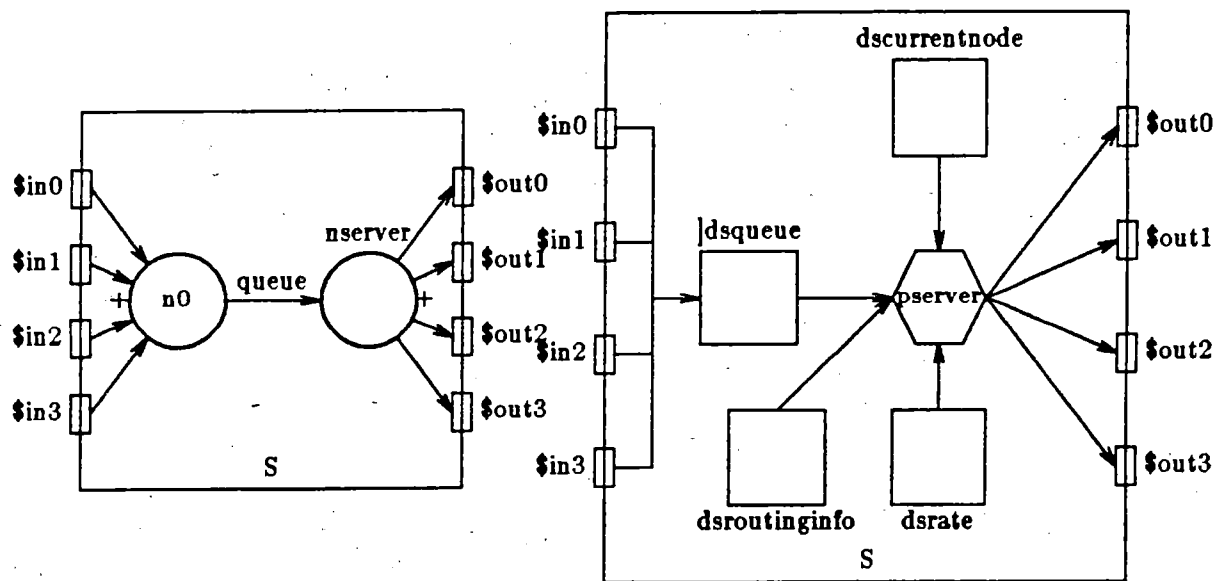 $in0
$in1
+
n0
$in2
$in3
queue
nserver
+
$out0
$out1
$out2
$out3
S
dscurrentnode
$in0
$in1
$in2
$in3
]dsqueue
pserver
dsroutinginfo
dsrate
$out0
$out1
$out2
$out3
S